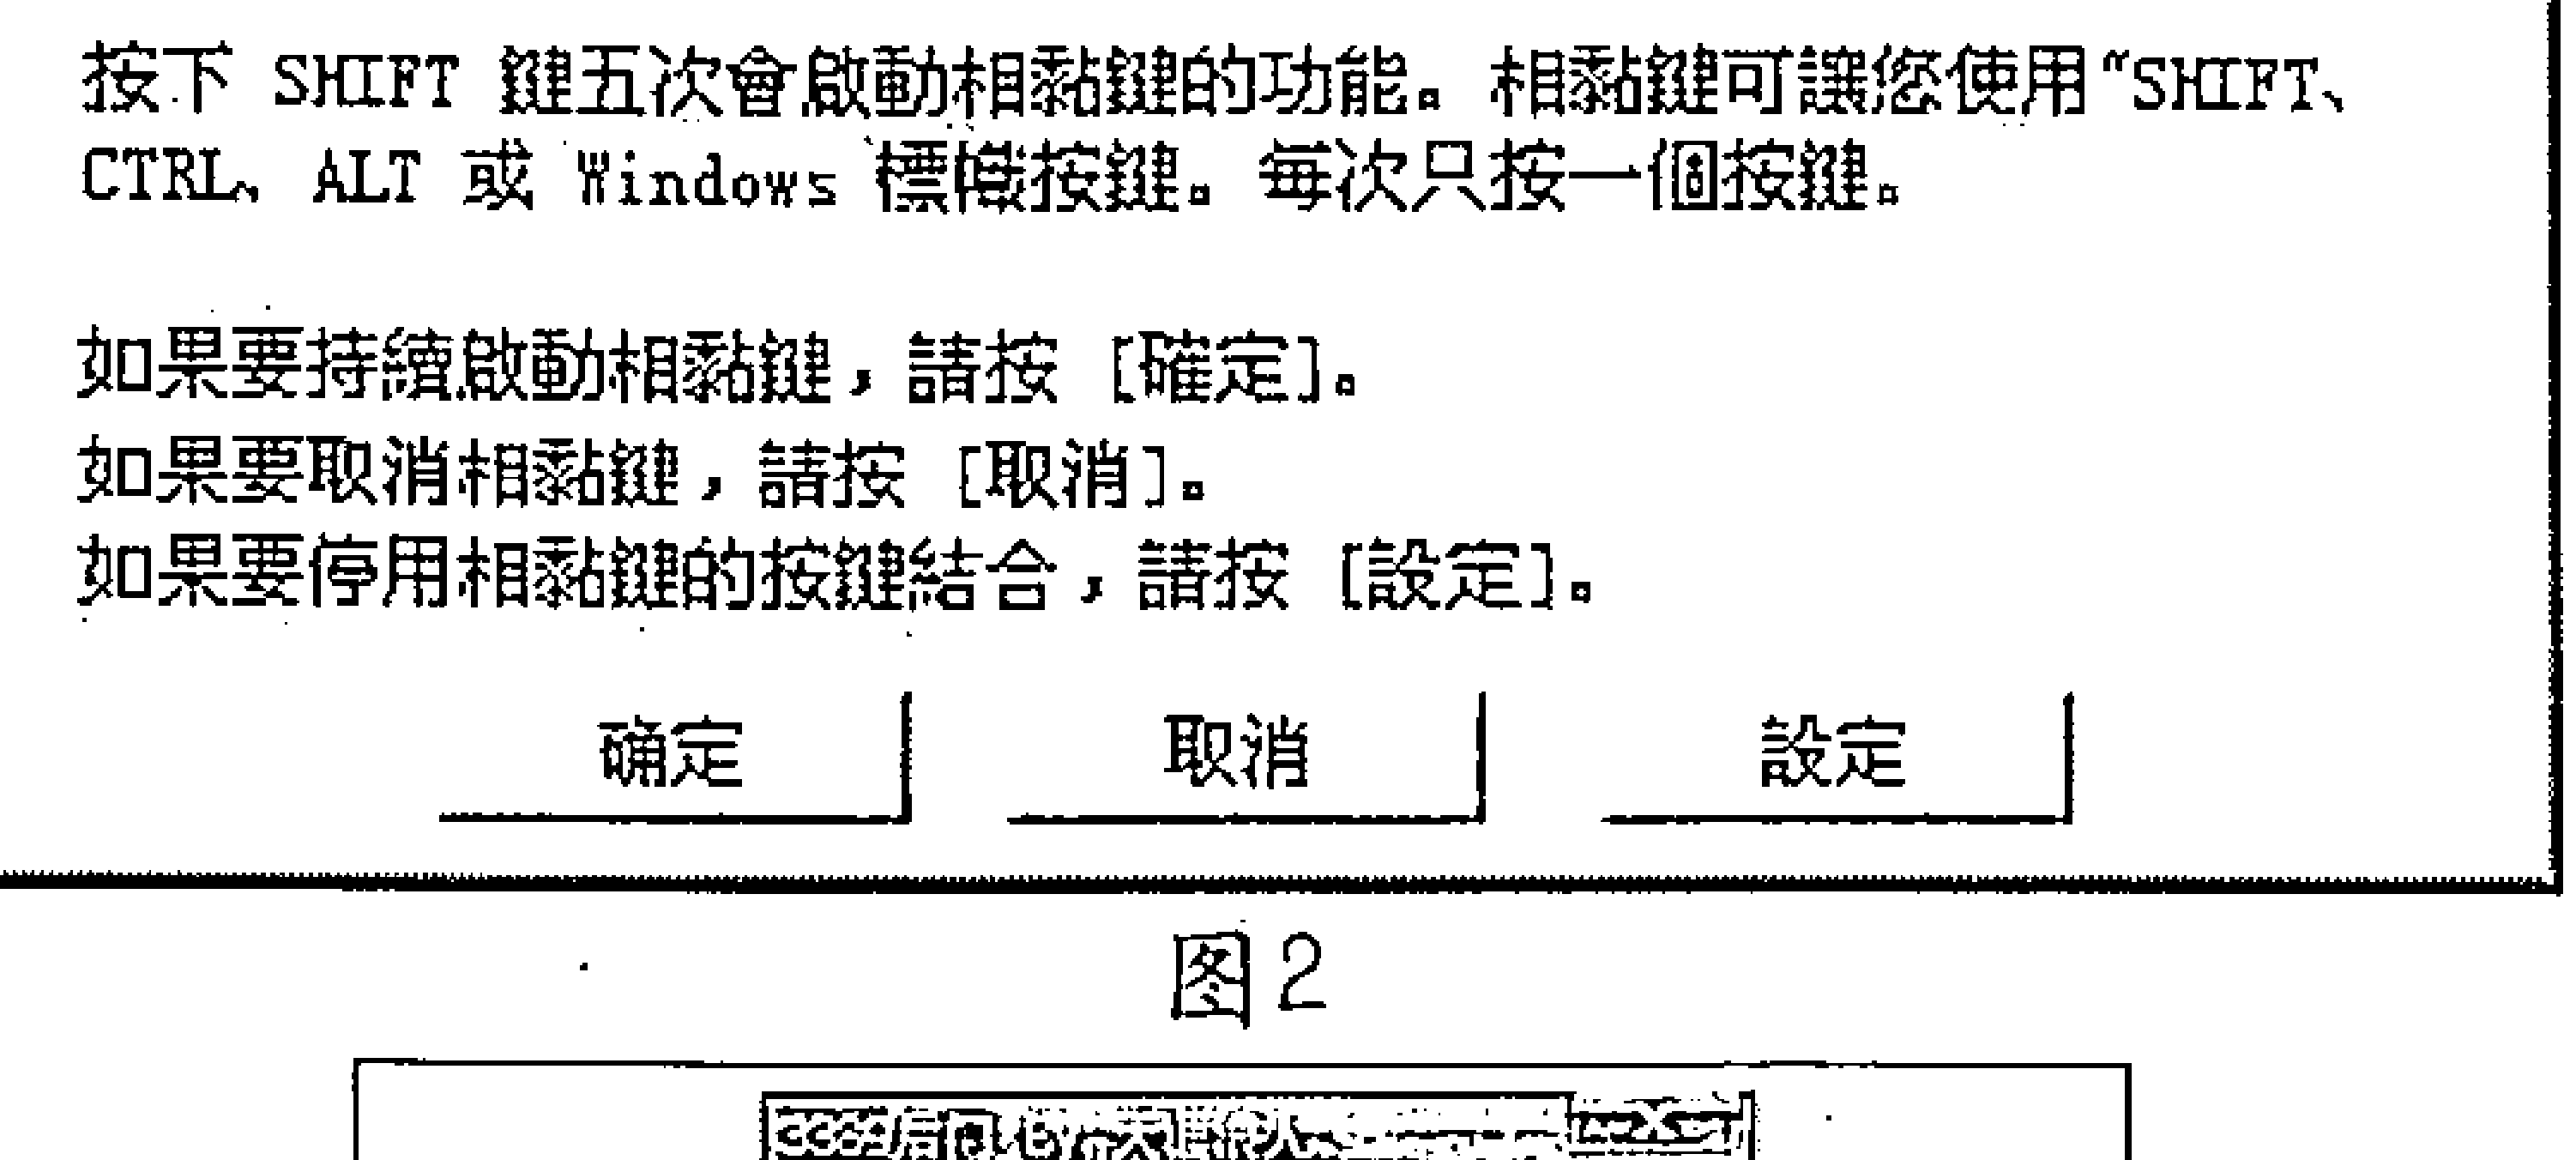 按下 SHIFT 鍵五次會啟動相黏鍵的功能。相黏鍵可讓您使用“SHIFT、
CTRL、ALT 或 Windows 標誌按鍵。每次只按一個按鍵。
如果要持續啟動相黏鍵，請按 [確定]。
如果要取消相黏鍵，請按 [取消]。
如果要停用相黏鍵的按鍵結合，請按 [設定]。
确定 取消 設定
图2